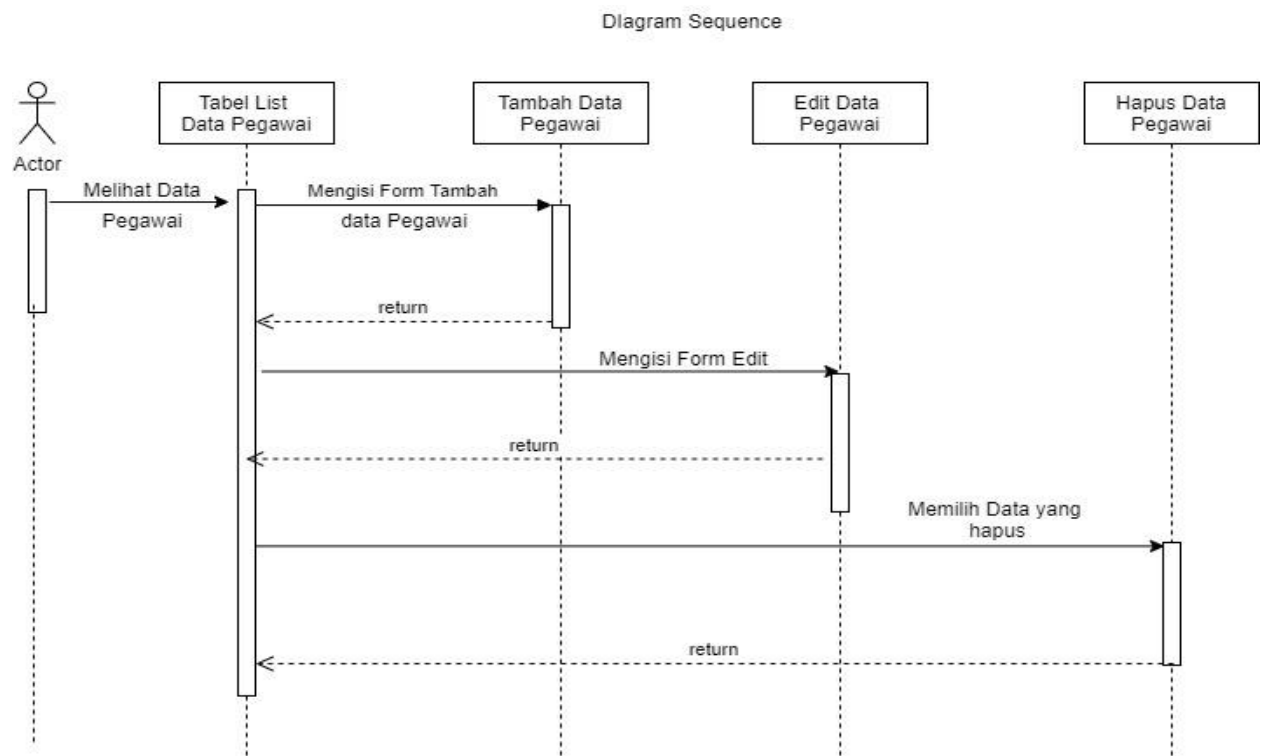 DIagram Sequence
Tabel List
Data Pegawai
Tambah Data
Pegawai
Edit Data
Pegawai
Hapus Data
Pegawai
Actor
Melihat Data
Pegawai
Mengisi Form Tambah
data Pegawai
return
Mengisi Form Edit
return
Memilih Data yang
hapus
return